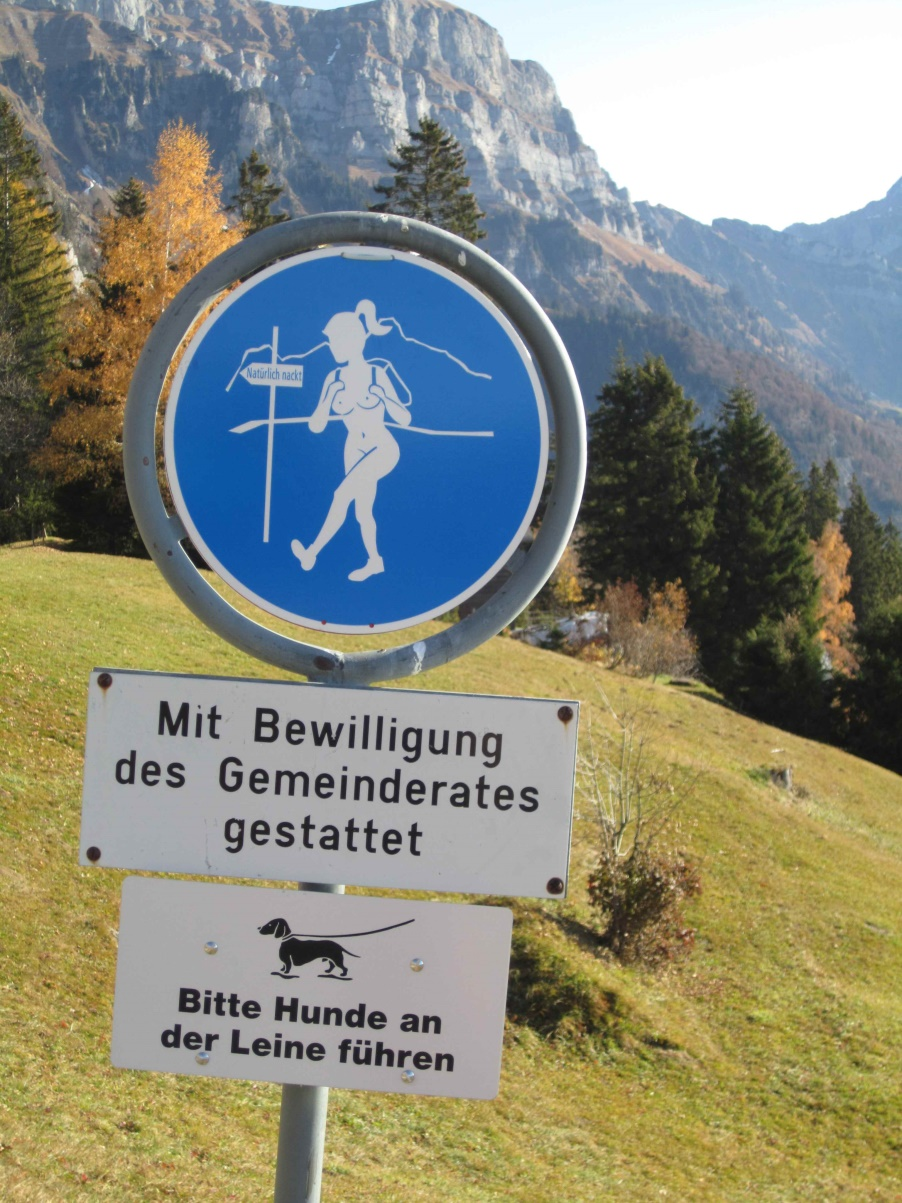 Natürlich nackt
Mit Bewilligung
des Gemeinderates
gestattet
Bitte Hunde an
der Leine führen